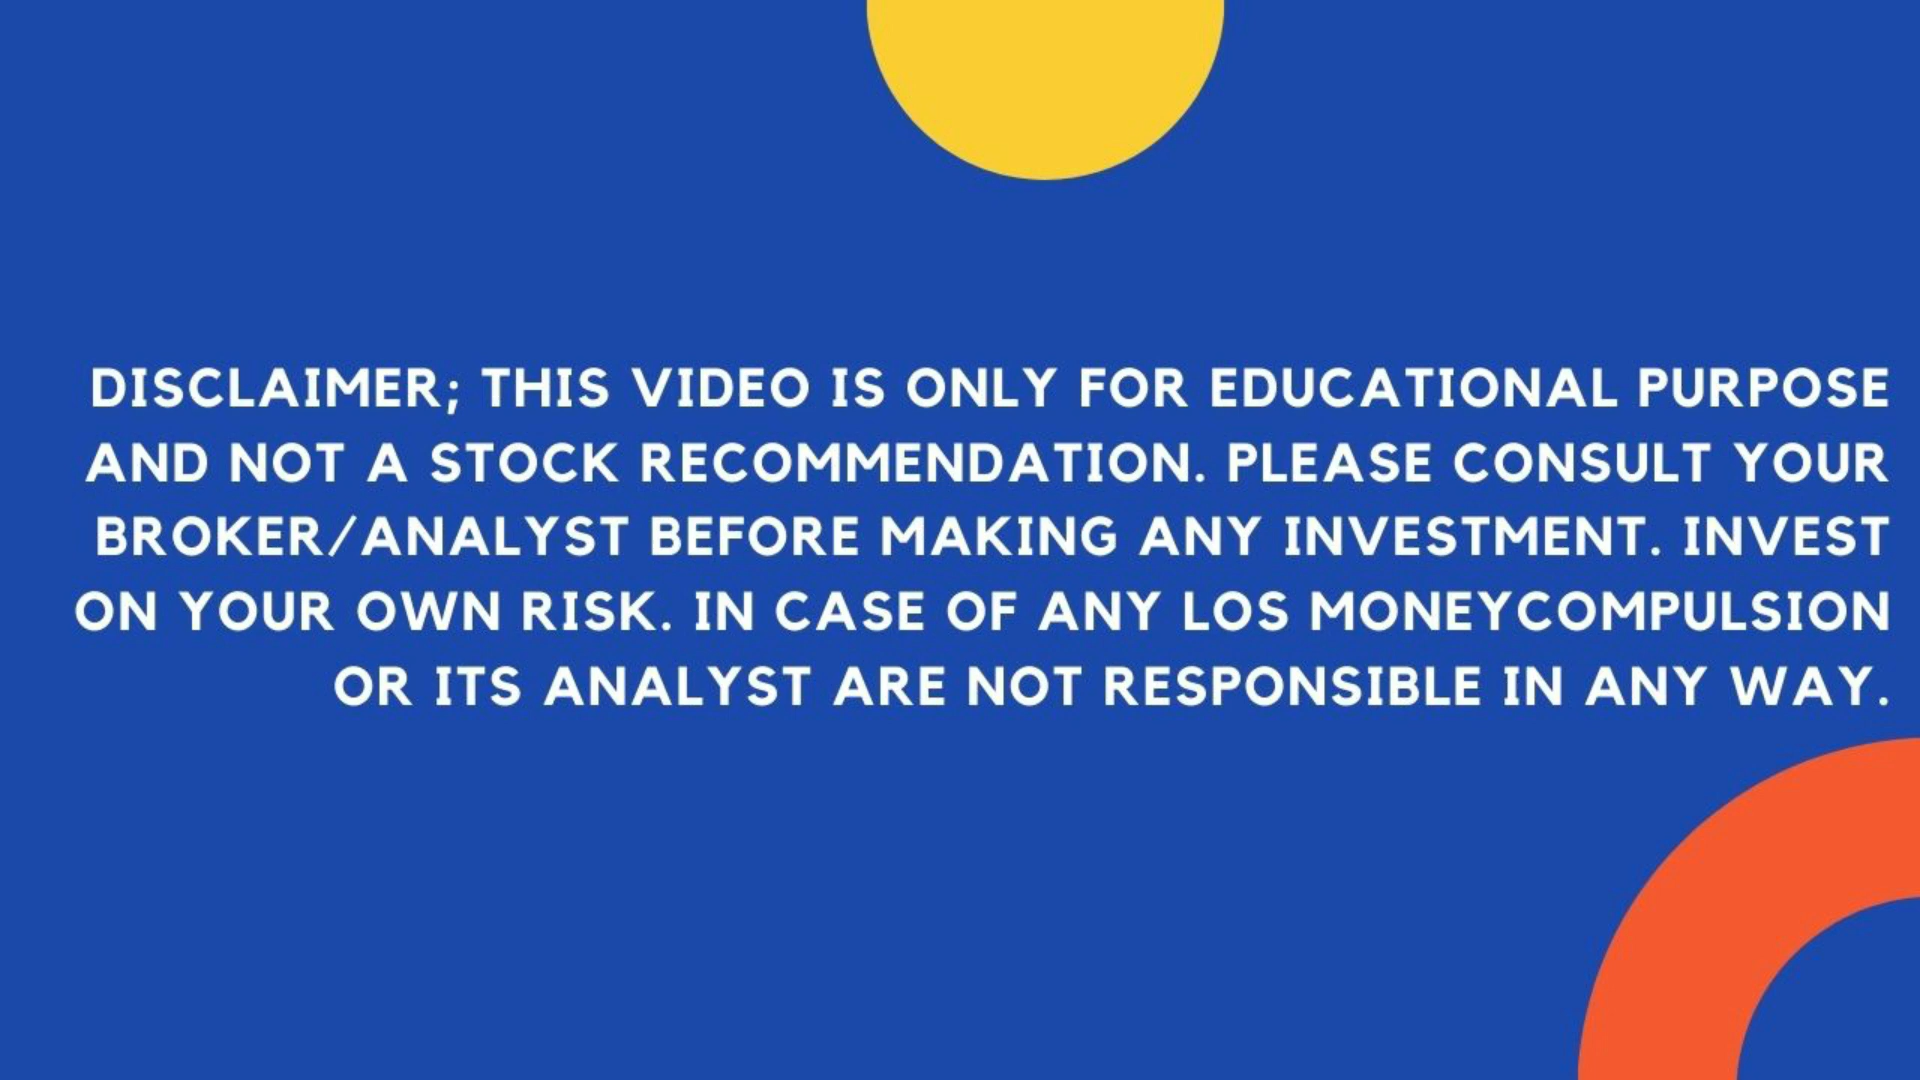 DISCLAIMER; THIS VIDEO IS ONLY FOR EDUCATIONAL PURPOSE
AND NOT A STOCK RECOMMENDATION. PLEASE CONSULT YOUR
BROKER/ANALYST BEFORE MAKING ANY INVESTMENT. INVEST
ON YOUR OWN RISK. IN CASE OF ANY LOS MONEYCOMPULSION
OR ITS ANALYST ARE NOT RESPONSIBLE IN ANY WAY.